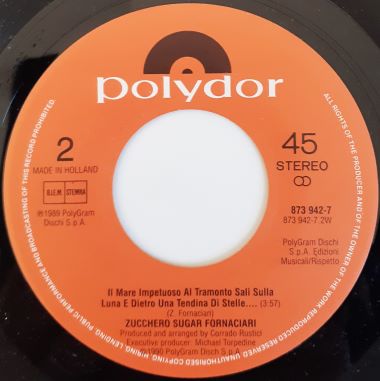 polydor
2
MADE IN HOLLAND
B.I.E.M. STEMRA
℗1989 PolyGram
Dischi S.p.A.
45
STEREO
873 942-7
873 942-7 2W
PolyGram Dischi
S.p.A. Edizioni
Musicali/Rispetto
Il Mare Impetuoso Al Tramonto Salì Sulla
Luna E Dietro Una Tendina Di Stelle.... (3:57)
(Z. Fornaciari)
ZUCCHERO SUGAR FORNACIARI
Produced and arranged by Corrado Rustici
Executive producer: Michael Torpedine
℗1990 PolyGram Dischi S.p.A.
ALL RIGHTS OF THE PRODUCER AND OF THE OWNER OF THE WORK REPRODUCED RESERVED UNAUTHORISED COPYING HIRING LENDING PUBLIC PERFORMANCE AND BROADCASTING OF THIS RECORD PROHIBITED.